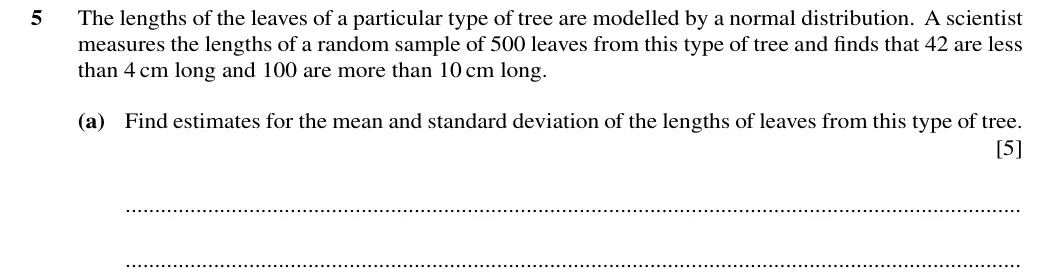 5 The lengths of the leaves of a particular type of tree are modelled by a normal distribution. A scientist
measures the lengths of a random sample of 500 leaves from this type of tree and finds that 42 are less
than 4 cm long and 100 are more than 10 cm long.
(a) Find estimates for the mean and standard deviation of the lengths of leaves from this type of tree.
[5]